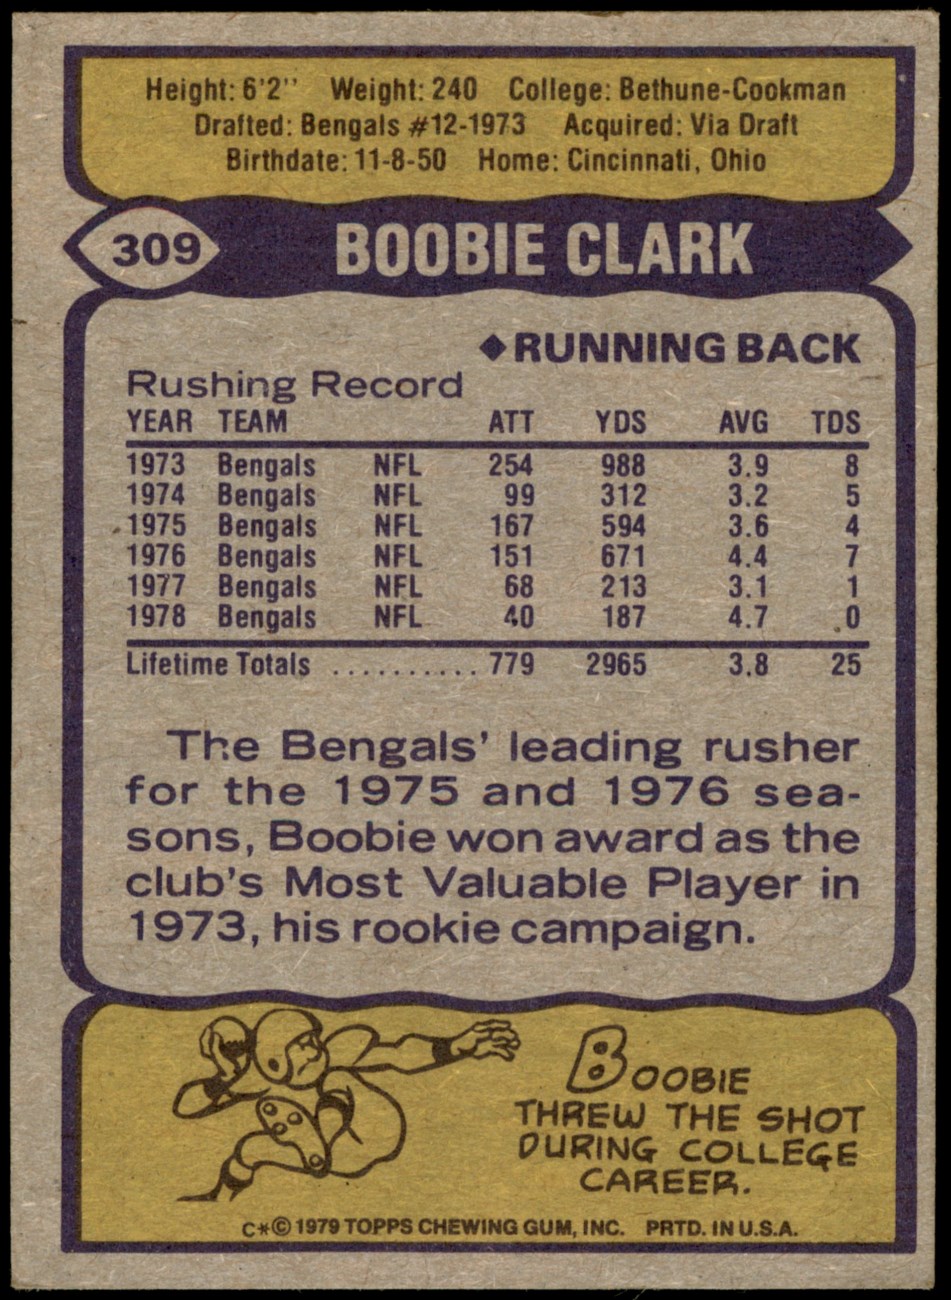 Height: 6'2'' Weight: 240 College: Bethune-Cookman
Drafted: Bengals #12-1973 Acquired: Via Draft
Birthdate: 11-8-50 Home: Cincinnati, Ohio
309 BOOBIE CLARK
◆RUNNING BACK
Rushing Record
YEAR TEAM ATT YDS AVG TDS
1973 Bengals NFL 254 988 3.9 8
1974 Bengals NFL 99 312 3.2 5
1975 Bengals NFL 167 594 3.6 4
1976 Bengals NFL 151 671 4.4 7
1977 Bengals NFL 68 213 3.1 1
1978 Bengals NFL 40 187 4.7 0
Lifetime Totals .......... 779 2965 3.8 25
The Bengals' leading rusher
for the 1975 and 1976 sea-
sons, Boobie won award as the
club's Most Valuable Player in
1973, his rookie campaign.
BOOBIE
THREW THE SHOT
DURING COLLEGE
CAREER.
C*© 1979 TOPPS CHEWING GUM, INC. PRTD. IN U.S.A.